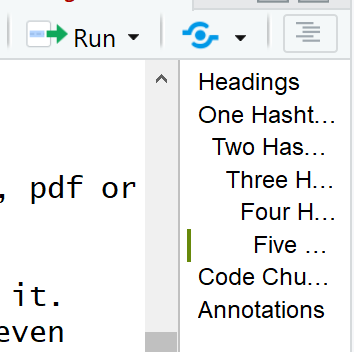 Run
Headings
One Hasht...
Two Has...
Three H...
Four H...
Five ...
Code Chu...
Annotations
, pdf or
it.
even